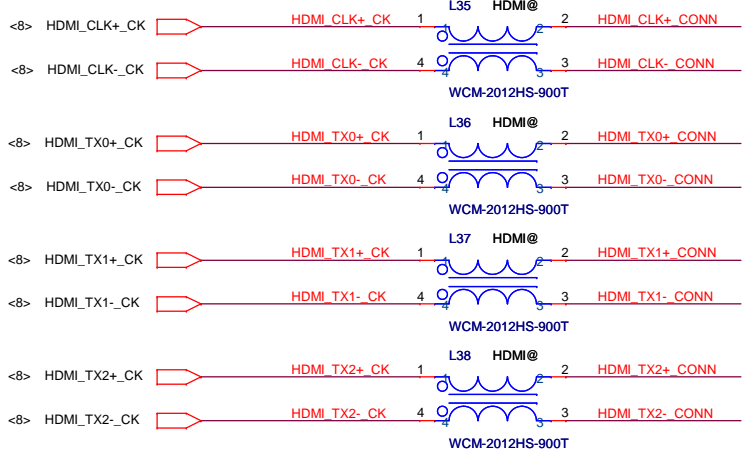 L35 HDMI@
<8> HDMI_CLK+_CK HDMI_CLK+_CK 1 1 2 2 HDMI_CLK+_CONN
<8> HDMI_CLK-_CK HDMI_CLK-_CK 4 4 3 3 HDMI_CLK-_CONN
WCM-2012HS-900T
L36 HDMI@
<8> HDMI_TX0+_CK HDMI_TX0+_CK 1 1 2 2 HDMI_TX0+_CONN
<8> HDMI_TX0-_CK HDMI_TX0-_CK 4 4 3 3 HDMI_TX0-_CONN
WCM-2012HS-900T
L37 HDMI@
<8> HDMI_TX1+_CK HDMI_TX1+_CK 1 1 2 2 HDMI_TX1+_CONN
<8> HDMI_TX1-_CK HDMI_TX1-_CK 4 4 3 3 HDMI_TX1-_CONN
WCM-2012HS-900T
L38 HDMI@
<8> HDMI_TX2+_CK HDMI_TX2+_CK 1 1 2 2 HDMI_TX2+_CONN
<8> HDMI_TX2-_CK HDMI_TX2-_CK 4 4 3 3 HDMI_TX2-_CONN
WCM-2012HS-900T